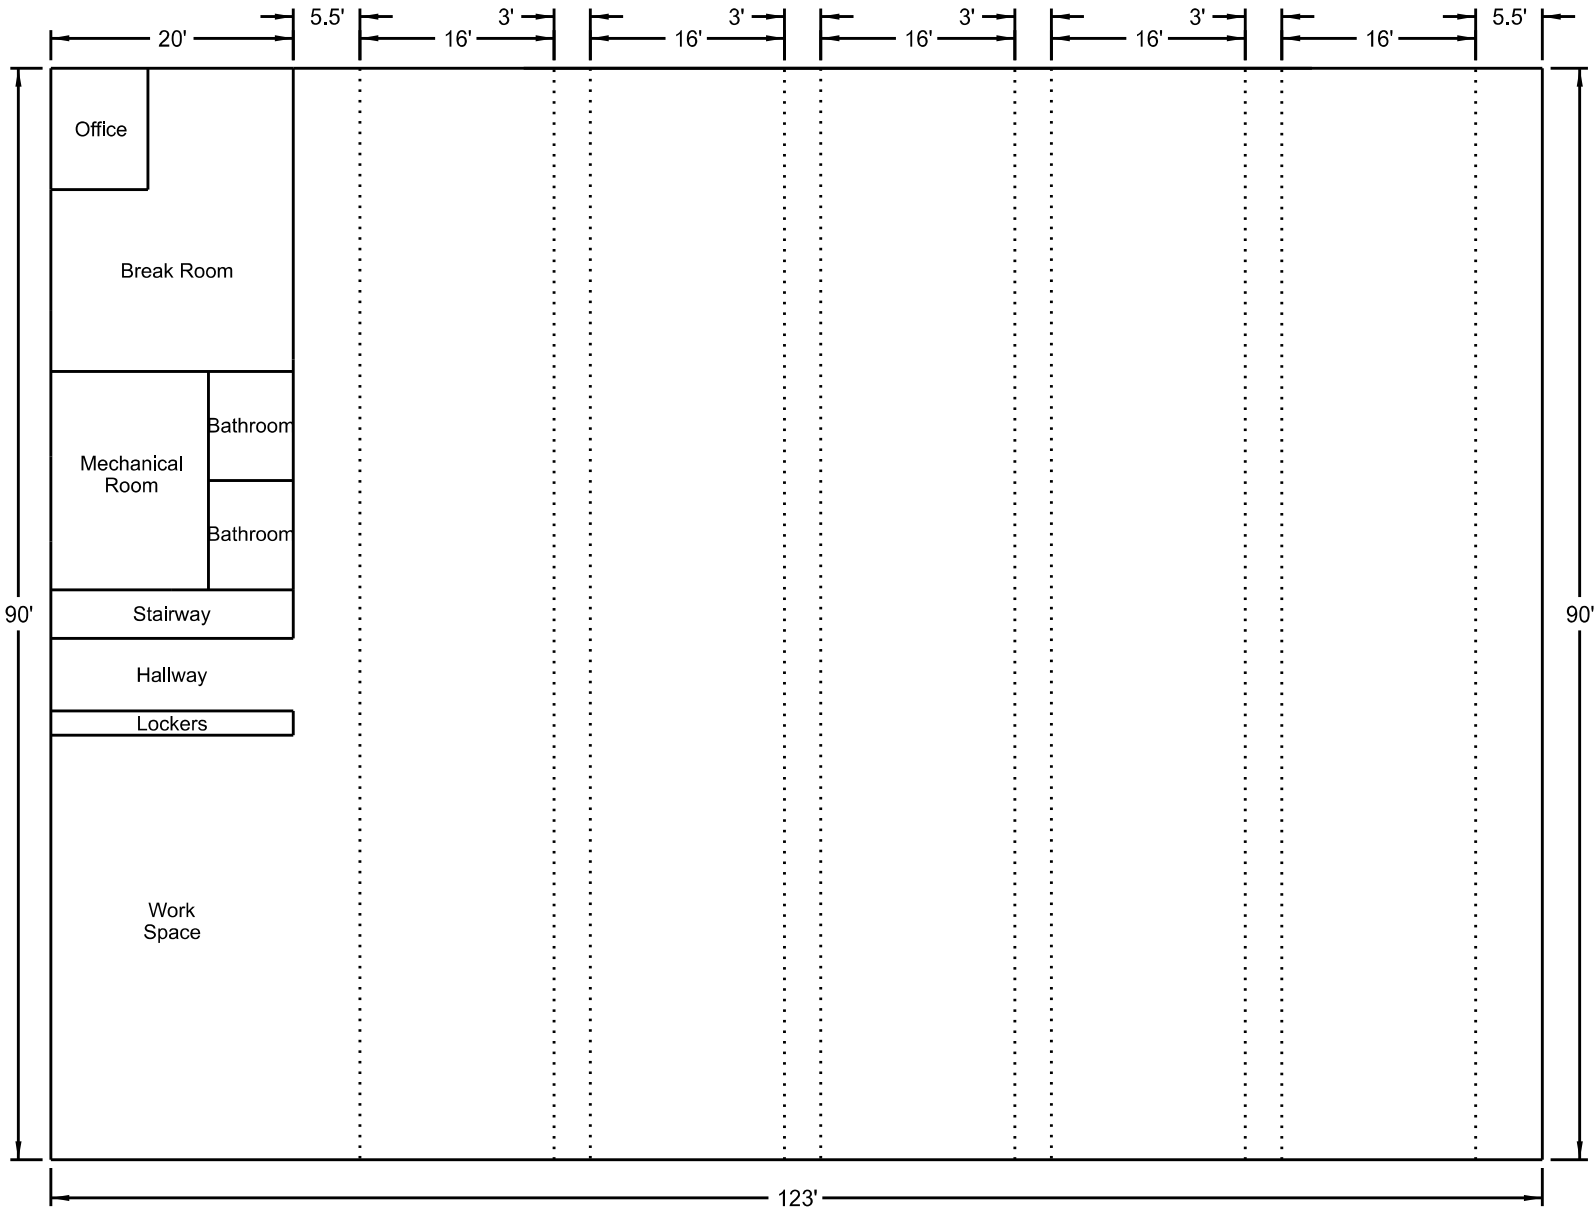 5.5' 3' 3' 3' 3' 5.5'
20' 16' 16' 16' 16' 16'
Office
Break Room
Bathroom
Mechanical
Room
Bathroom
90' Stairway 90'
Hallway
Lockers
Work
Space
123'